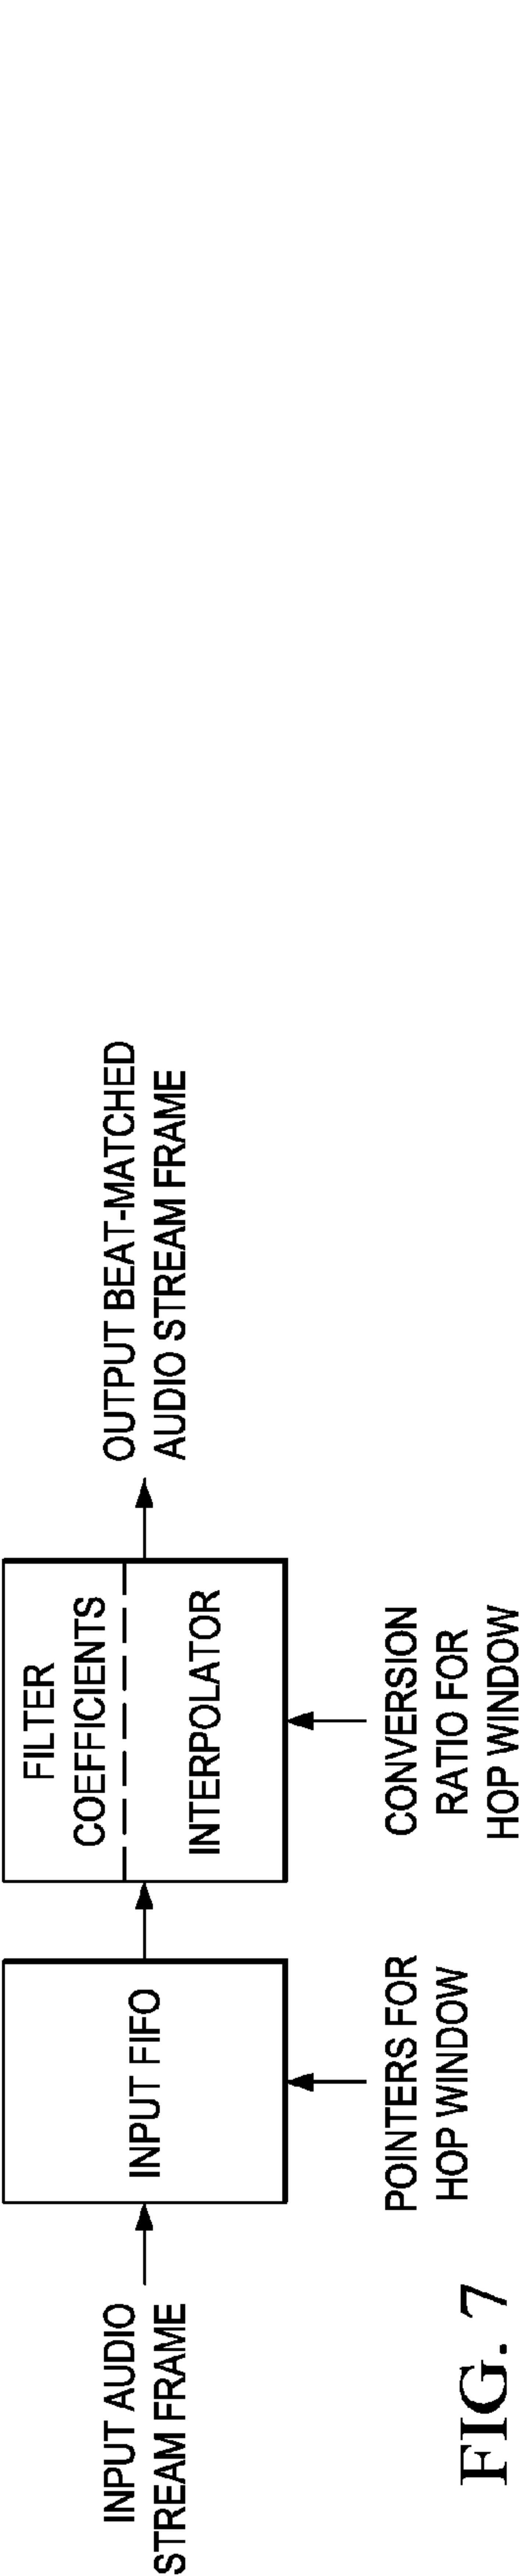 INPUT AUDIO
STREAM FRAME
INPUT FIFO
POINTERS FOR
HOP WINDOW
FILTER
COEFFICIENTS
INTERPOLATOR
CONVERSION
RATIO FOR
HOP WINDOW
OUTPUT BEAT-MATCHED
AUDIO STREAM FRAME
FIG. 7